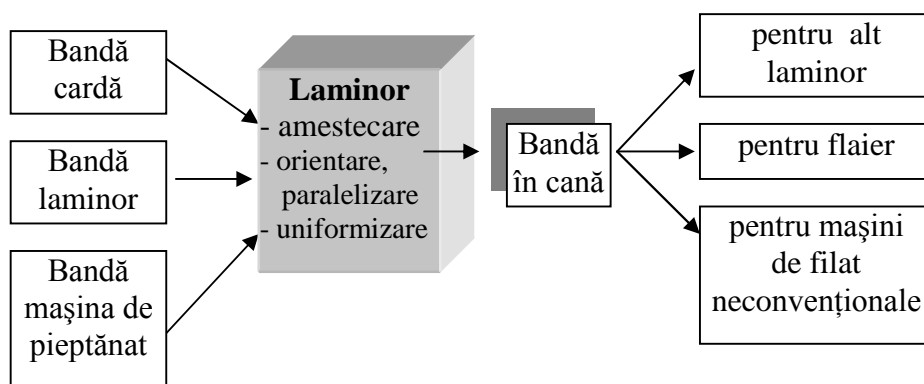 Bandă
cardă
Bandă
laminor
Bandă
maşina de
pieptănat
Laminor
- amestecare
- orientare,
paralelizare
- uniformizare
Bandă
în cană
pentru alt
laminor
pentru flaier
pentru maşini
de filat
neconvenționale